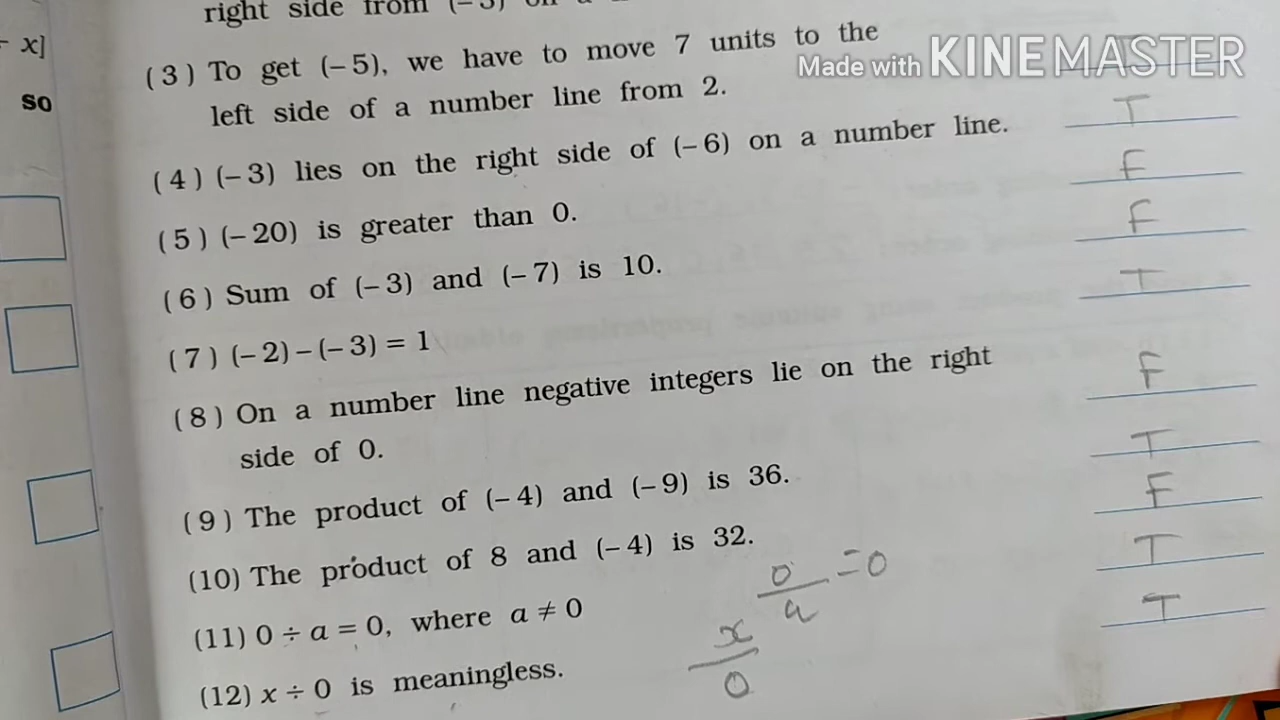 right side from (– 3) on a
– x]
so
(3) To get (– 5), we have to move 7 units to the
left side of a number line from 2.
Made with KINEMASTER
T
(4) (– 3) lies on the right side of (– 6) on a number line.
T
(5) (– 20) is greater than 0.
F
(6) Sum of (– 3) and (– 7) is 10.
F
(7) (– 2) – (– 3) = 1
T
(8) On a number line negative integers lie on the right
side of 0.
F
(9) The product of (– 4) and (– 9) is 36.
T
(10) The product of 8 and (– 4) is 32.
F
(11) 0 ÷ a = 0, where a ≠ 0
T
0/a = 0
(12) x ÷ 0 is meaningless.
T
x/0